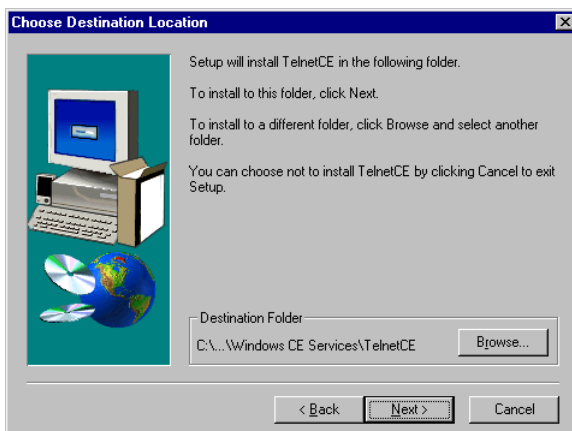 Choose Destination Location
Setup will install TelnetCE in the following folder.
To install to this folder, click Next.
To install to a different folder, click Browse and select another
folder.
You can choose not to install TelnetCE by clicking Cancel to exit
Setup.
Destination Folder
C:\...\Windows CE Services\TelnetCE
Browse...
< Back
Next >
Cancel